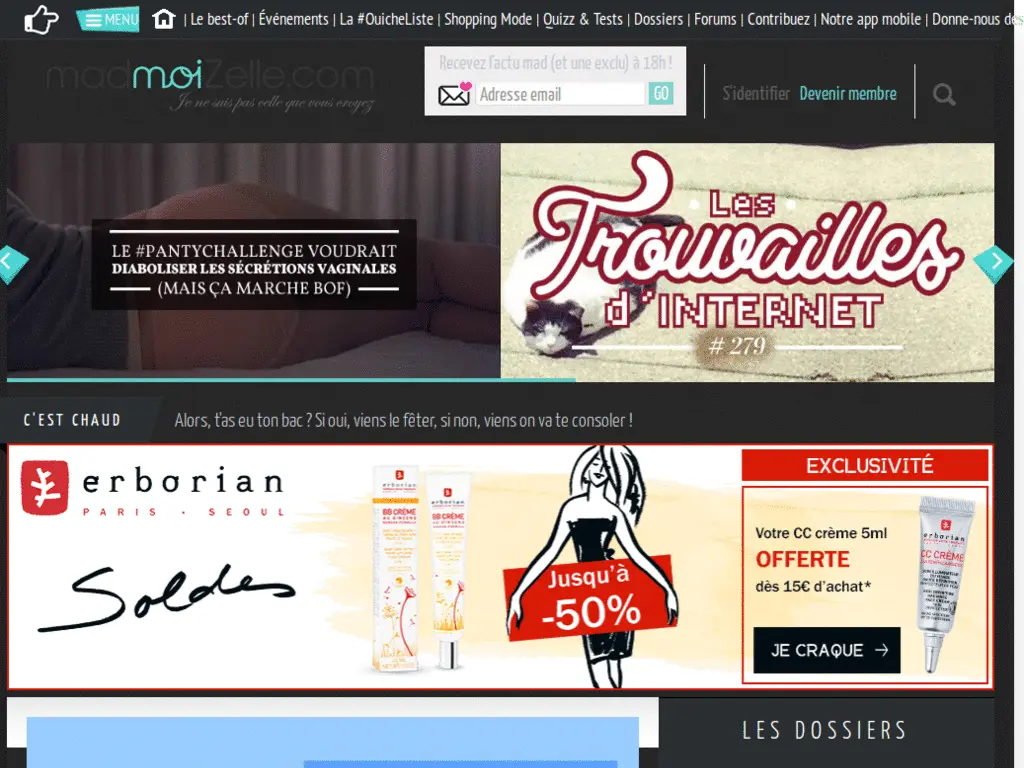 MENU | Le best-of | Événements | La #OuicheListe | Shopping Mode | Quizz & Tests | Dossiers | Forums | Contribuez | Notre app mobile | Donne-nous des
madmoiZelle.com
Je ne suis pas celle que vous croyez
Recevez l'actu mad (et une exclu) à 18h !
Adresse email GO
S'identifier Devenir membre
LE #PANTYCHALLENGE VOUDRAIT
DIABOLISER LES SÉCRÉTIONS VAGINALES
(MAIS ÇA MARCHE BOF)
Les
Trouvailles
d'INTERNET
# 279
C'EST CHAUD
Alors, t'as eu ton bac ? Si oui, viens le fêter, si non, viens on va te consoler !
erborian
PARIS · SEOUL
Soldes
BB CRÈME
BB CRÈME
Jusqu'à
-50%
EXCLUSIVITÉ
Votre CC crème 5ml
OFFERTE
dès 15€ d'achat*
JE CRAQUE →
erborian
CC CRÈME
LES DOSSIERS